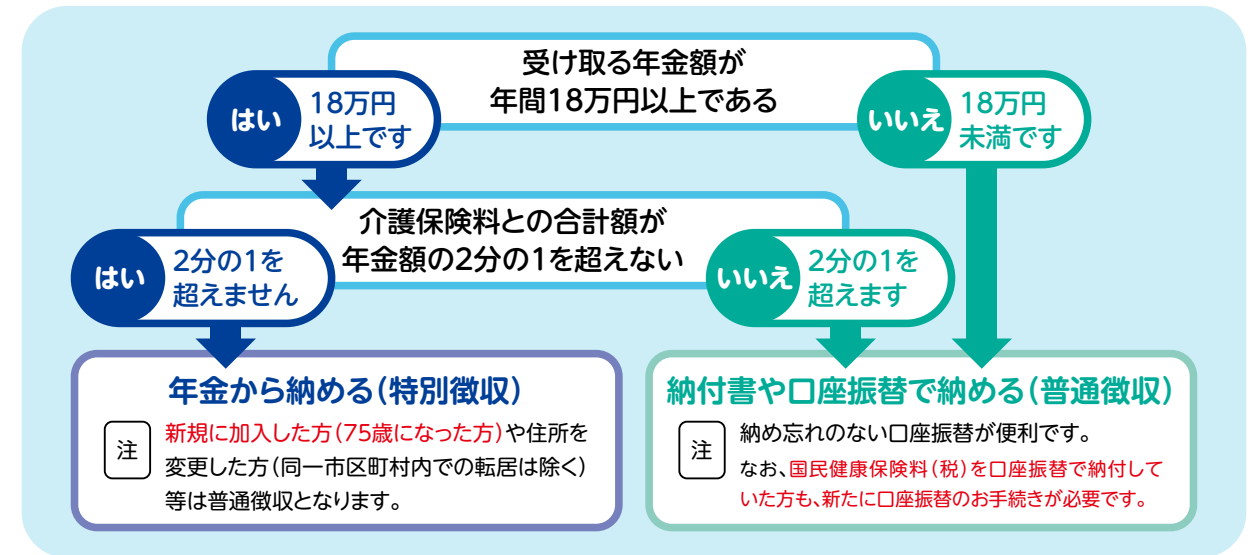 受け取る年金額が
年間18万円以上である
はい
18万円
以上です
いいえ
18万円
未満です
介護保険料との合計額が
年金額の2分の1を超えない
はい
2分の1を
超えません
いいえ
2分の1を
超えます
年金から納める（特別徴収）
注
新規に加入した方（75歳になった方）や住所を
変更した方（同一市区町村内での転居は除く）
等は普通徴収となります。
納付書や口座振替で納める（普通徴収）
注
納め忘れのない口座振替が便利です。
なお、国民健康保険料（税）を口座振替で納付して
いた方も、新たに口座振替のお手続きが必要です。